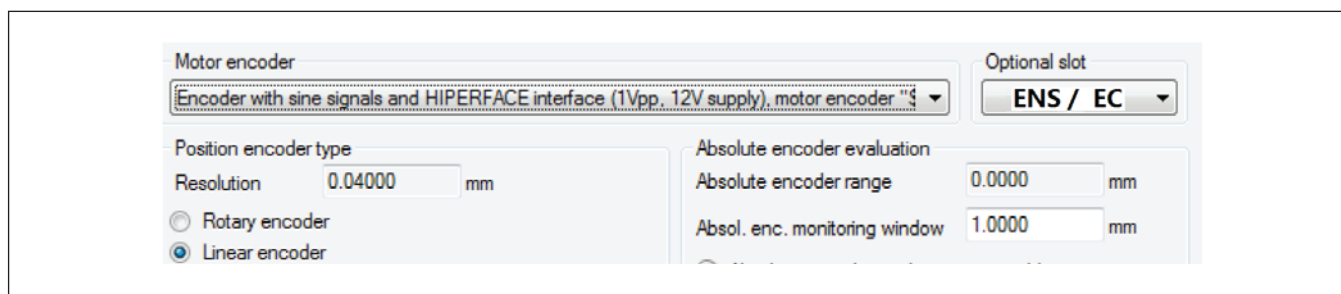 Motor encoder
Optional slot
Encoder with sine signals and HIPERFACE interface (1Vpp, 12V supply), motor encoder "S
ENS / EC
Position encoder type
Absolute encoder evaluation
Resolution 0.04000 mm
Absolute encoder range 0.0000 mm
Rotary encoder
Absol. enc. monitoring window 1.0000 mm
Linear encoder